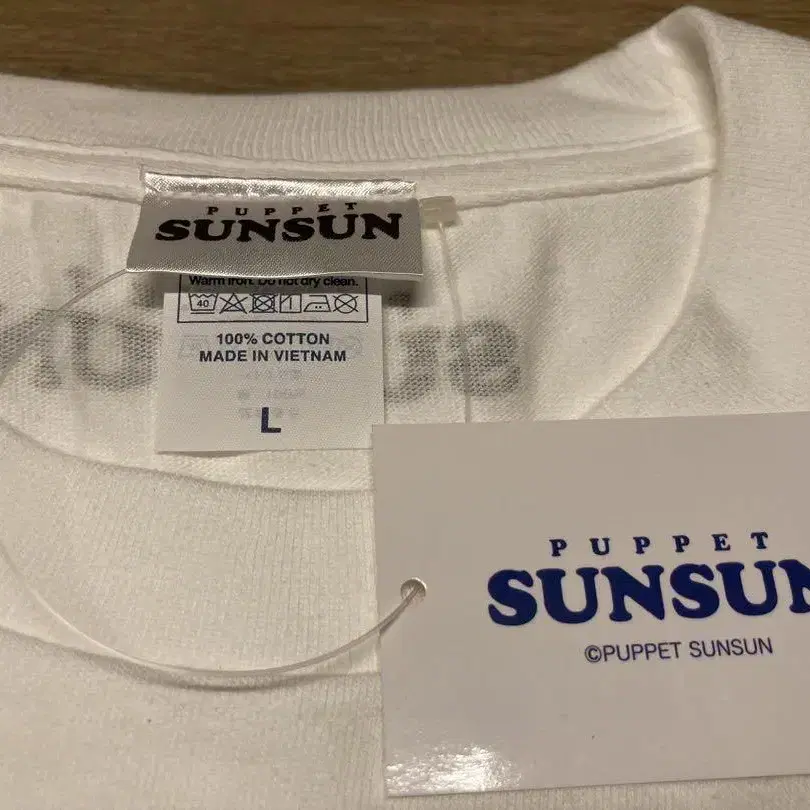 PUPPET
SUNSUN
Warm iron. Do not dry clean.
40
100% COTTON
MADE IN VIETNAM
L
PUPPET
SUNSUN
©PUPPET SUNSUN